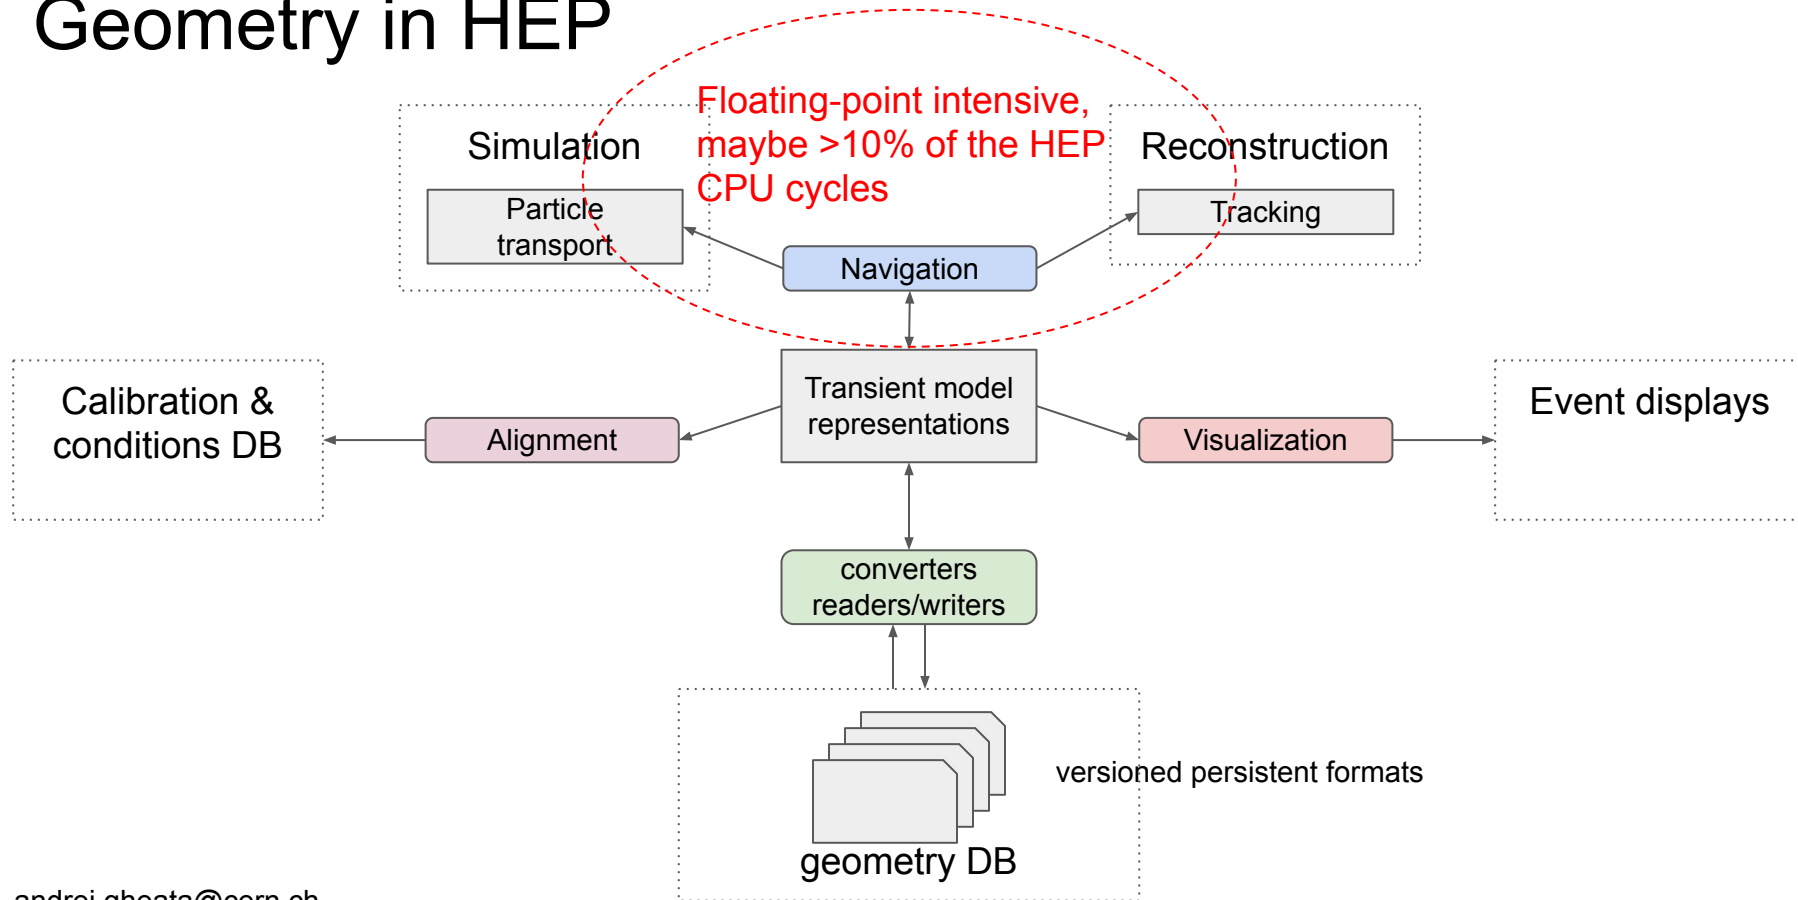 Geometry in HEP
Floating-point intensive,
maybe >10% of the HEP
CPU cycles
Simulation
Particle
transport
Reconstruction
Tracking
Navigation
Transient model
representations
Calibration &
conditions DB
Alignment
Visualization
Event displays
converters
readers/writers
versioned persistent formats
geometry DB
andrei.gheata@cern.ch